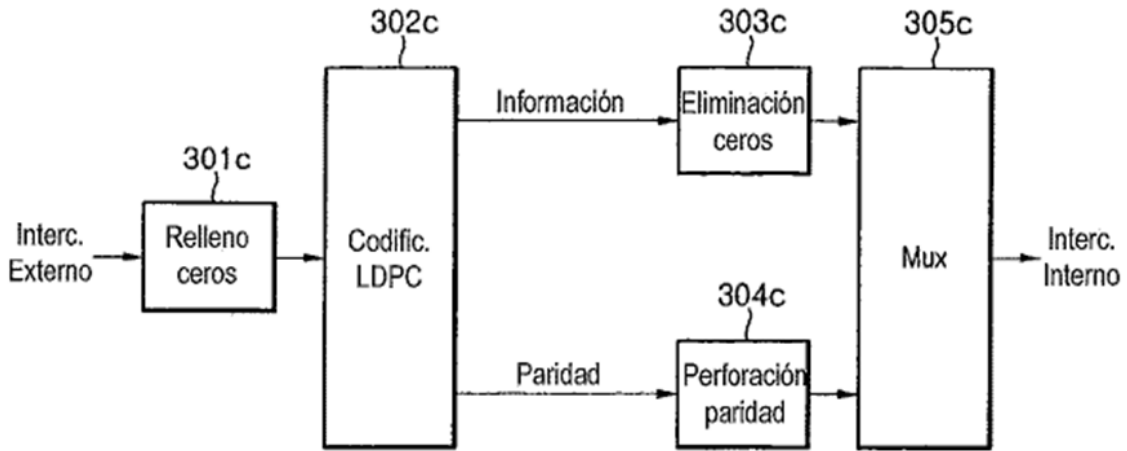 302c
303c
305c
Información
Eliminación
ceros
301c
Interc.
Externo
Relleno
ceros
Codific.
LDPC
Mux
Interc.
Interno
304c
Paridad
Perforación
paridad